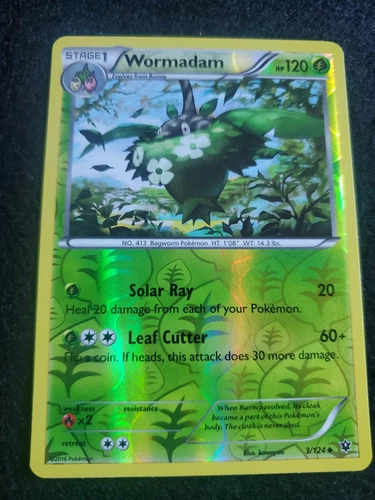 STAGE1
Wormadam
HP120
Evolves from Burmy
NO. 413 Bagworm Pokémon HT: 1'08" WT: 14.3 lbs.
Solar Ray 20
Heal 20 damage from each of your Pokémon.
Leaf Cutter 60+
Flip a coin. If heads, this attack does 30 more damage.
weakness resistance
×2
retreat
When Burmy evolved, its cloak
became a part of this Pokémon's
body. The cloak is never shed.
©2016 Pokémon
Illus. kawayoo
3/124